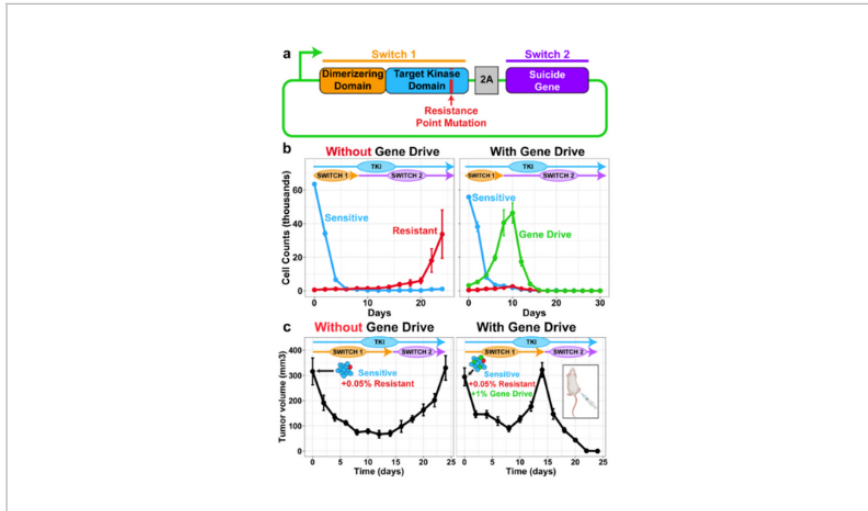 a
Switch 1
Switch 2
Dimerizering
Domain
Target Kinase
Domain
2A
Suicide
Gene
Resistance
Point Mutation
b
Without Gene Drive
With Gene Drive
TKI
TKI
SWITCH 1
SWITCH 2
SWITCH 1
SWITCH 2
Cell Counts (thousands)
60
40
20
0
Sensitive
Resistant
Sensitive
Gene Drive
0
10
20
0
10
20
30
Days
Days
c
Without Gene Drive
With Gene Drive
TKI
TKI
SWITCH 1
SWITCH 2
SWITCH 1
SWITCH 2
Tumor volume (mm3)
400
300
200
100
0
Sensitive
+0.05% Resistant
Sensitive
+0.05% Resistant
+1% Gene Drive
0
5
10
15
20
25
0
5
10
15
20
25
Time (days)
Time (days)